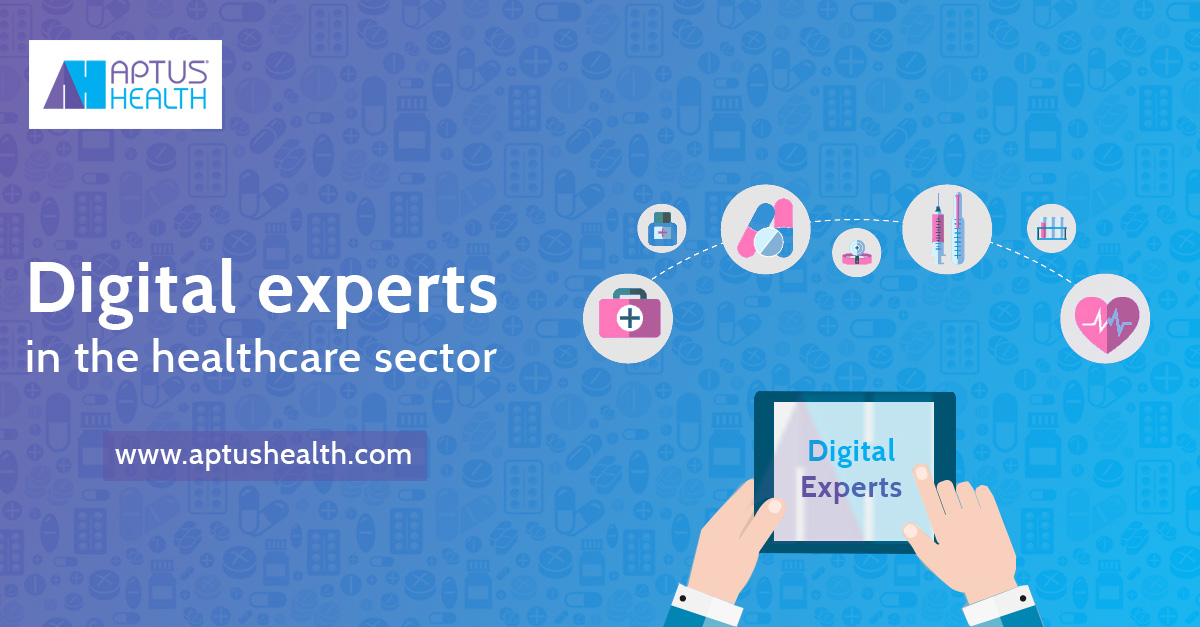 APTUS
HEALTH
Digital experts
in the healthcare sector
www.aptushealth.com
Digital
Experts